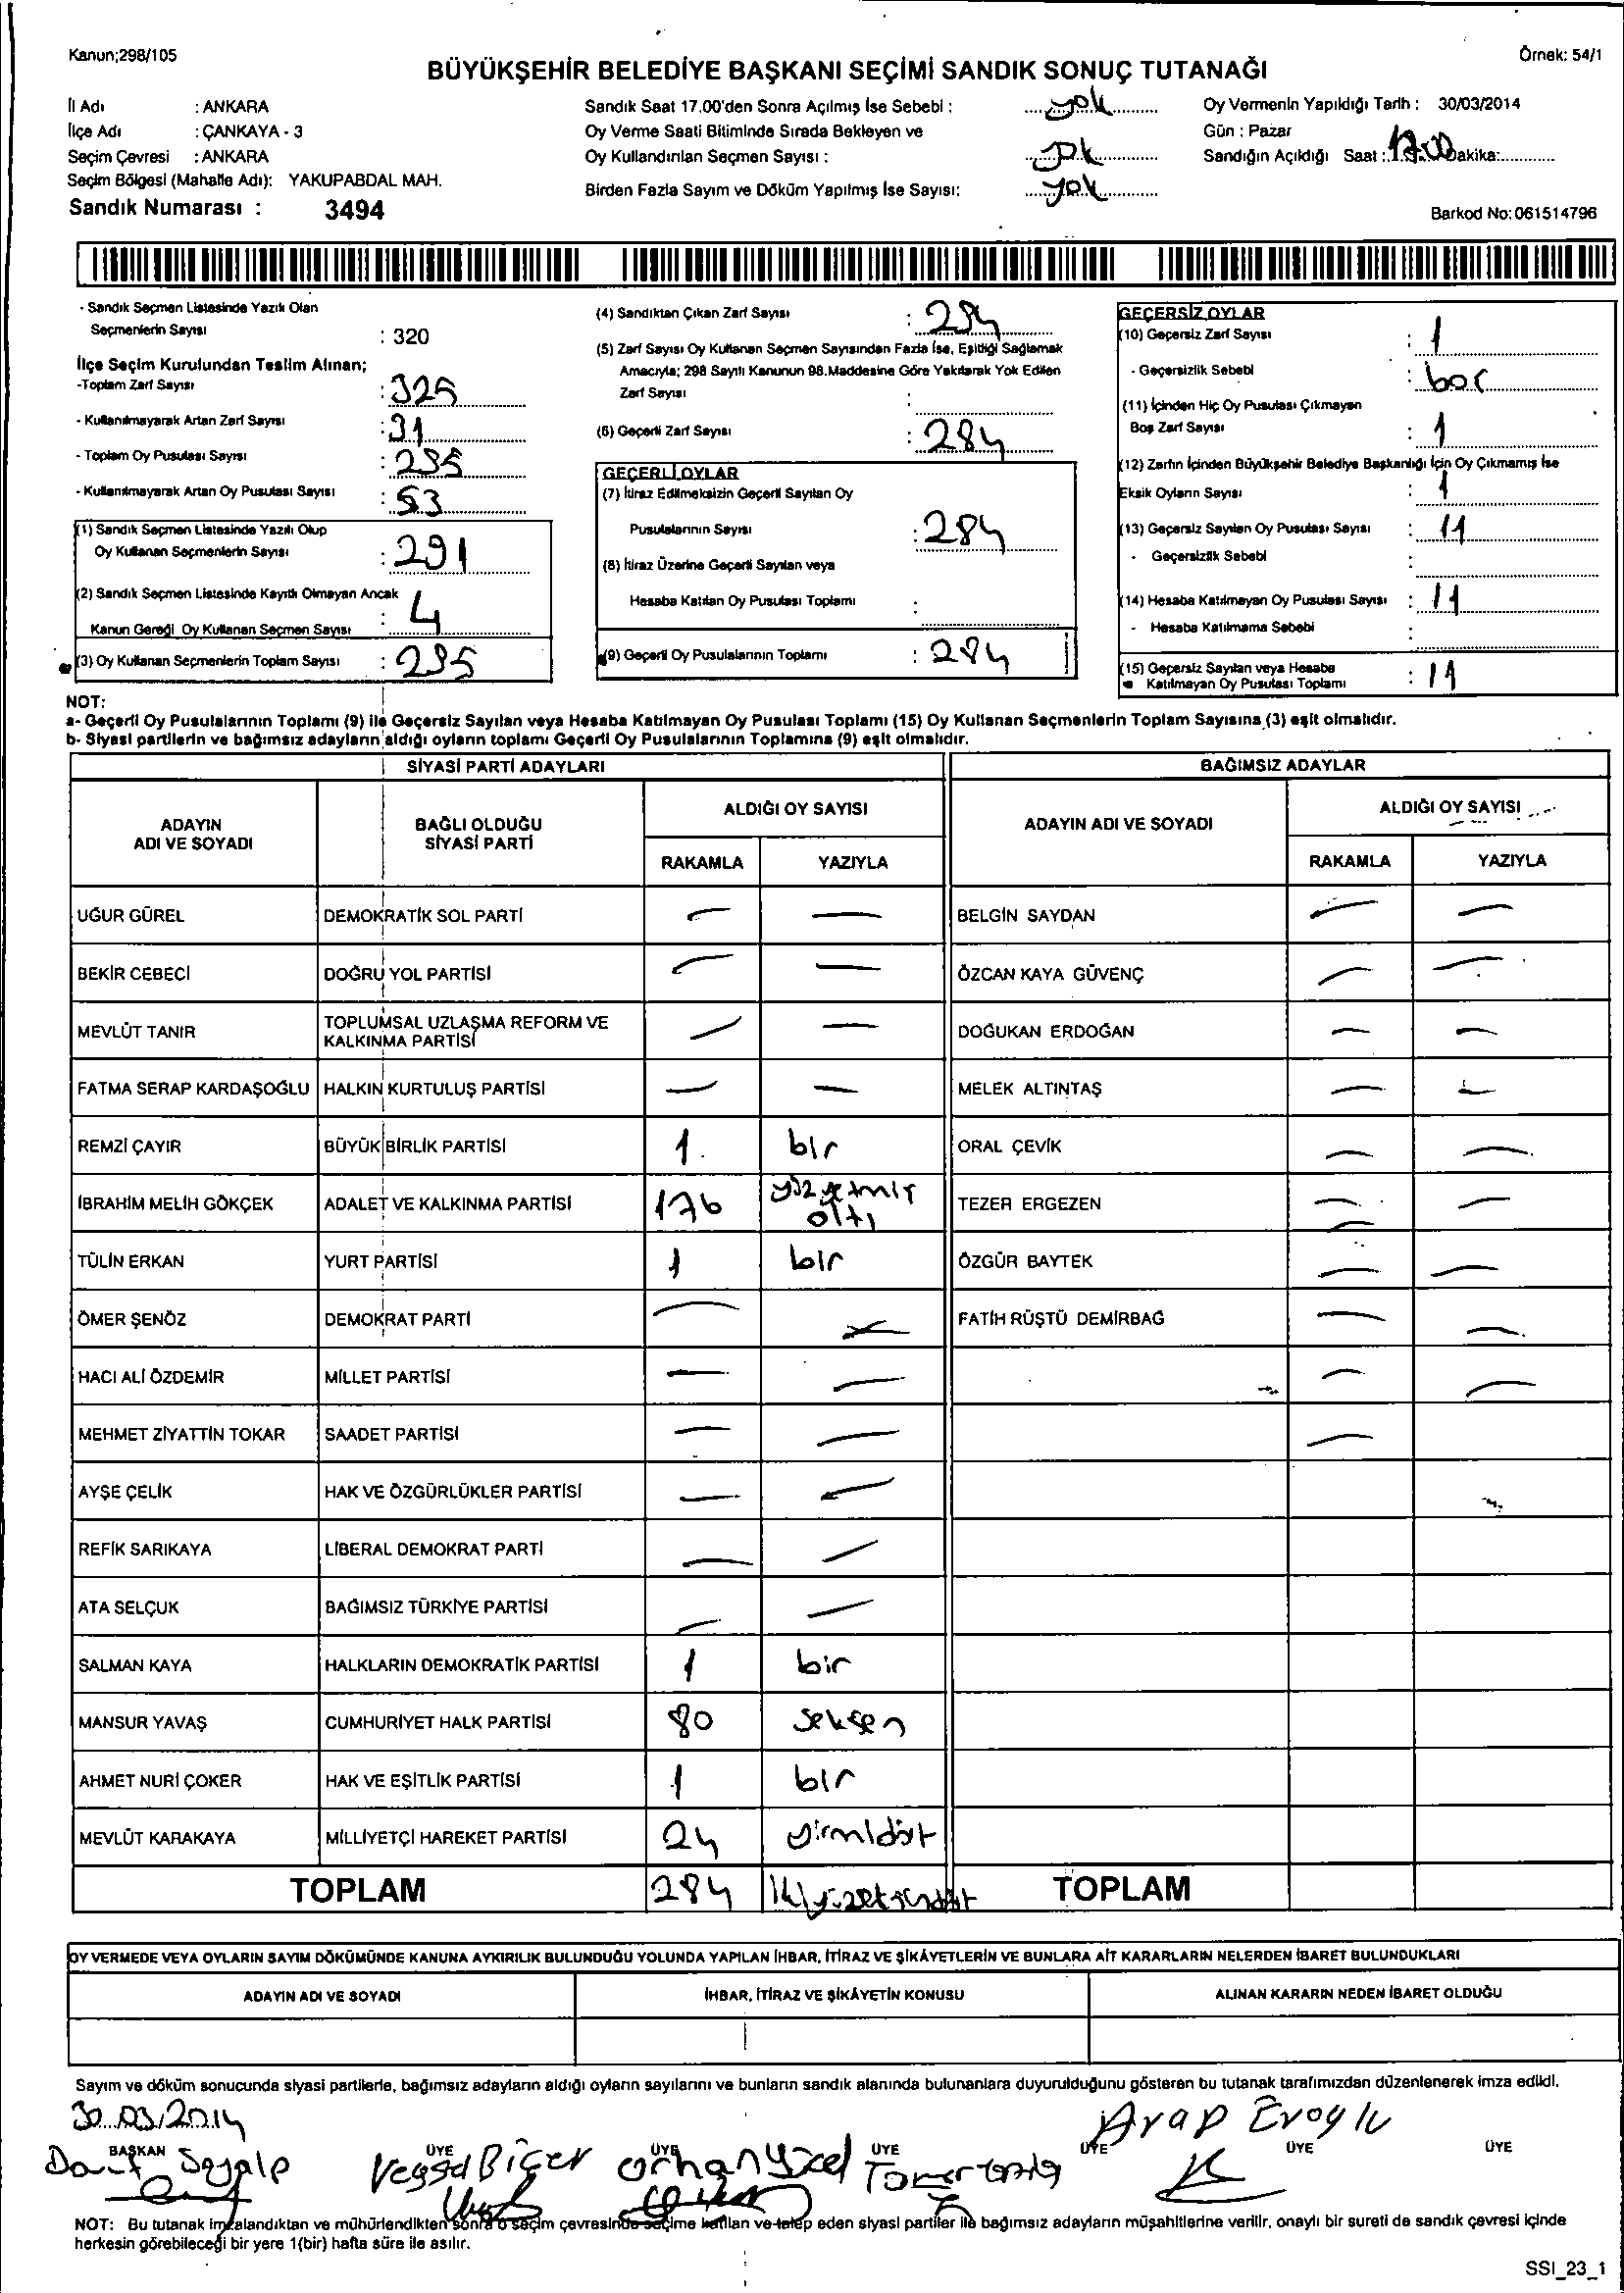 Kanun;298/105
Örnek: 54/1
BÜYÜKŞEHİR BELEDİYE BAŞKANI SEÇİMİ SANDIK SONUÇ TUTANAĞI
İl Adı : ANKARA
İlçe Adı : ÇANKAYA - 3
Seçim Çevresi : ANKARA
Seçim Bölgesi (Mahalle Adı): YAKUPABDAL MAH.
Sandık Numarası : 3494
Sandık Saat 17.00'den Sonra Açılmış İse Sebebi : yok
Oy Verme Saati Bitiminde Sırada Bekleyen ve
Oy Kullandırılan Seçmen Sayısı : yok
Birden Fazla Sayım ve Döküm Yapılmış İse Sayısı: yok
Oy Vermenin Yapıldığı Tarih : 30/03/2014
Gün : Pazar
Sandığın Açıldığı Saat : 17.00 Dakika:
Barkod No: 061514796
- Sandık Seçmen Listesinde Yazılı Olan
Seçmenlerin Sayısı : 320
İlçe Seçim Kurulundan Teslim Alınan;
-Toplam Zarf Sayısı : 325
- Kullanılmayarak Artan Zarf Sayısı : 31
- Toplam Oy Pusulası Sayısı : 295
- Kullanılmayarak Artan Oy Pusulası Sayısı : 53
(1) Sandık Seçmen Listesinde Yazılı Olup
Oy Kullanan Seçmenlerin Sayısı : 291
(2) Sandık Seçmen Listesinde Kayıtlı Olmayan Ancak
Kanun Gereği Oy Kullanan Seçmen Sayısı : 4
(3) Oy Kullanan Seçmenlerin Toplam Sayısı : 295
(4) Sandıktan Çıkan Zarf Sayısı : 294
(5) Zarf Sayısı Oy Kullanan Seçmen Sayısından Fazla İse, Eşitliği Sağlamak
Amacıyla; 298 Sayılı Kanunun 98.Maddesine Göre Yakılarak Yok Edilen
Zarf Sayısı :
(6) Geçerli Zarf Sayısı : 284
GEÇERLİ OYLAR
(7) İtiraz Edilmeksizin Geçerli Sayılan Oy
Pusulalarının Sayısı : 284
(8) İtiraz Üzerine Geçerli Sayılan veya
Hesaba Katılan Oy Pusulası Toplamı :
(9) Geçerli Oy Pusulalarının Toplamı : 284
GEÇERSİZ OYLAR
(10) Geçersiz Zarf Sayısı : 1
- Geçersizlik Sebebi :
(11) İçinden Hiç Oy Pusulası Çıkmayan
Boş Zarf Sayısı : 1
(12) Zarfın İçinden Büyükşehir Belediye Başkanlığı İçin Oy Çıkmamış İse
Eksik Oyların Sayısı : 1
(13) Geçersiz Sayılan Oy Pusulası Sayısı : 11
- Geçersizlik Sebebi :
(14) Hesaba Katılmayan Oy Pusulası Sayısı : 11
- Hesaba Katılmama Sebebi :
(15) Geçersiz Sayılan veya Hesaba
Katılmayan Oy Pusulası Toplamı : 11
NOT:
a- Geçerli Oy Pusulalarının Toplamı (9) ile Geçersiz Sayılan veya Hesaba Katılmayan Oy Pusulası Toplamı (15) Oy Kullanan Seçmenlerin Toplam Sayısına (3) eşit olmalıdır.
b- Siyasi partilerin ve bağımsız adayların aldığı oyların toplamı Geçerli Oy Pusulalarının Toplamına (9) eşit olmalıdır.
SİYASİ PARTİ ADAYLARI
BAĞIMSIZ ADAYLAR
ADAYIN ADI VE SOYADI
BAĞLI OLDUĞU SİYASİ PARTİ
ALDIĞI OY SAYISI
ADAYIN ADI VE SOYADI
ALDIĞI OY SAYISI
RAKAMLA YAZIYLA RAKAMLA YAZIYLA
UĞUR GÜREL DEMOKRATİK SOL PARTİ — — BELGİN SAYDAN — —
BEKİR CEBECİ DOĞRU YOL PARTİSİ — — ÖZCAN KAYA GÜVENÇ — —
MEVLÜT TANIR TOPLUMSAL UZLAŞMA REFORM VE KALKINMA PARTİSİ — — DOĞUKAN ERDOĞAN — —
FATMA SERAP KARDAŞOĞLU HALKIN KURTULUŞ PARTİSİ — — MELEK ALTINTAŞ — —
REMZİ ÇAYIR BÜYÜK BİRLİK PARTİSİ 1 bir ORAL ÇEVİK — —
İBRAHİM MELİH GÖKÇEK ADALET VE KALKINMA PARTİSİ 176 yüz yetmiş altı TEZER ERGEZEN — —
TÜLİN ERKAN YURT PARTİSİ 1 bir ÖZGÜR BAYTEK — —
ÖMER ŞENÖZ DEMOKRAT PARTİ — — FATİH RÜŞTÜ DEMİRBAĞ — —
HACI ALİ ÖZDEMİR MİLLET PARTİSİ — — — —
MEHMET ZİYATTİN TOKAR SAADET PARTİSİ — — —
AYŞE ÇELİK HAK VE ÖZGÜRLÜKLER PARTİSİ — —
REFİK SARIKAYA LİBERAL DEMOKRAT PARTİ — —
ATA SELÇUK BAĞIMSIZ TÜRKİYE PARTİSİ — —
SALMAN KAYA HALKLARIN DEMOKRATİK PARTİSİ 1 bir
MANSUR YAVAŞ CUMHURİYET HALK PARTİSİ 80 Seksen
AHMET NURİ ÇOKER HAK VE EŞİTLİK PARTİSİ 1 bir
MEVLÜT KARAKAYA MİLLİYETÇİ HAREKET PARTİSİ 24 yirmidört
TOPLAM 284 ikiyüzseksendört TOPLAM
OY VERMEDE VEYA OYLARIN SAYIM DÖKÜMÜNDE KANUNA AYKIRILIK BULUNDUĞU YOLUNDA YAPILAN İHBAR, İTİRAZ VE ŞİKÂYETLERİN VE BUNLARA AİT KARARLARIN NELERDEN İBARET BULUNDUKLARI
ADAYIN ADI VE SOYADI İHBAR, İTİRAZ VE ŞİKÂYETİN KONUSU ALINAN KARARIN NEDEN İBARET OLDUĞU
Sayım ve döküm sonucunda siyasi partilerle, bağımsız adayların aldığı oyların sayılarını ve bunların sandık alanında bulunanlara duyurulduğunu gösteren bu tutanak tarafımızdan düzenlenerek imza edildi.
30.03.2014
Arap Eroğlu
BAŞKAN ÜYE ÜYE ÜYE ÜYE ÜYE ÜYE
Veysel Biçer Orhan Yücel
NOT: Bu tutanak imzalandıktan ve mühürlendikten sonra o seçim çevresinde seçime katılan ve talep eden siyasi partiler ile bağımsız adayların müşahitlerine verilir, onaylı bir sureti de sandık çevresi içinde
herkesin görebileceği bir yere 1(bir) hafta süre ile asılır.
SSI_23_1